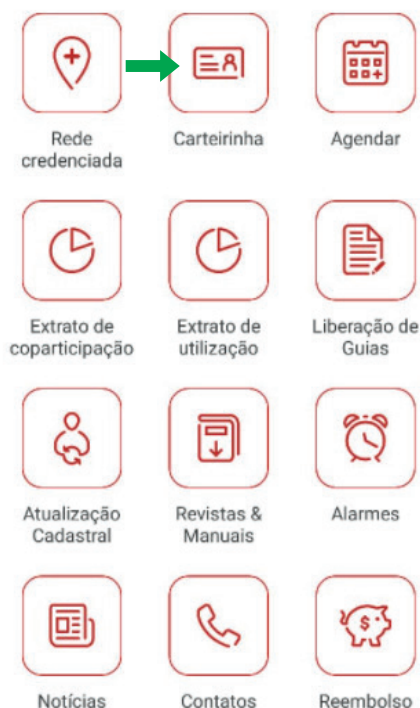 Rede
credenciada
Carteirinha
Agendar
Extrato de
coparticipação
Extrato de
utilização
Liberação de
Guias
Atualização
Cadastral
Revistas &
Manuais
Alarmes
Notícias
Contatos
$
Reembolso